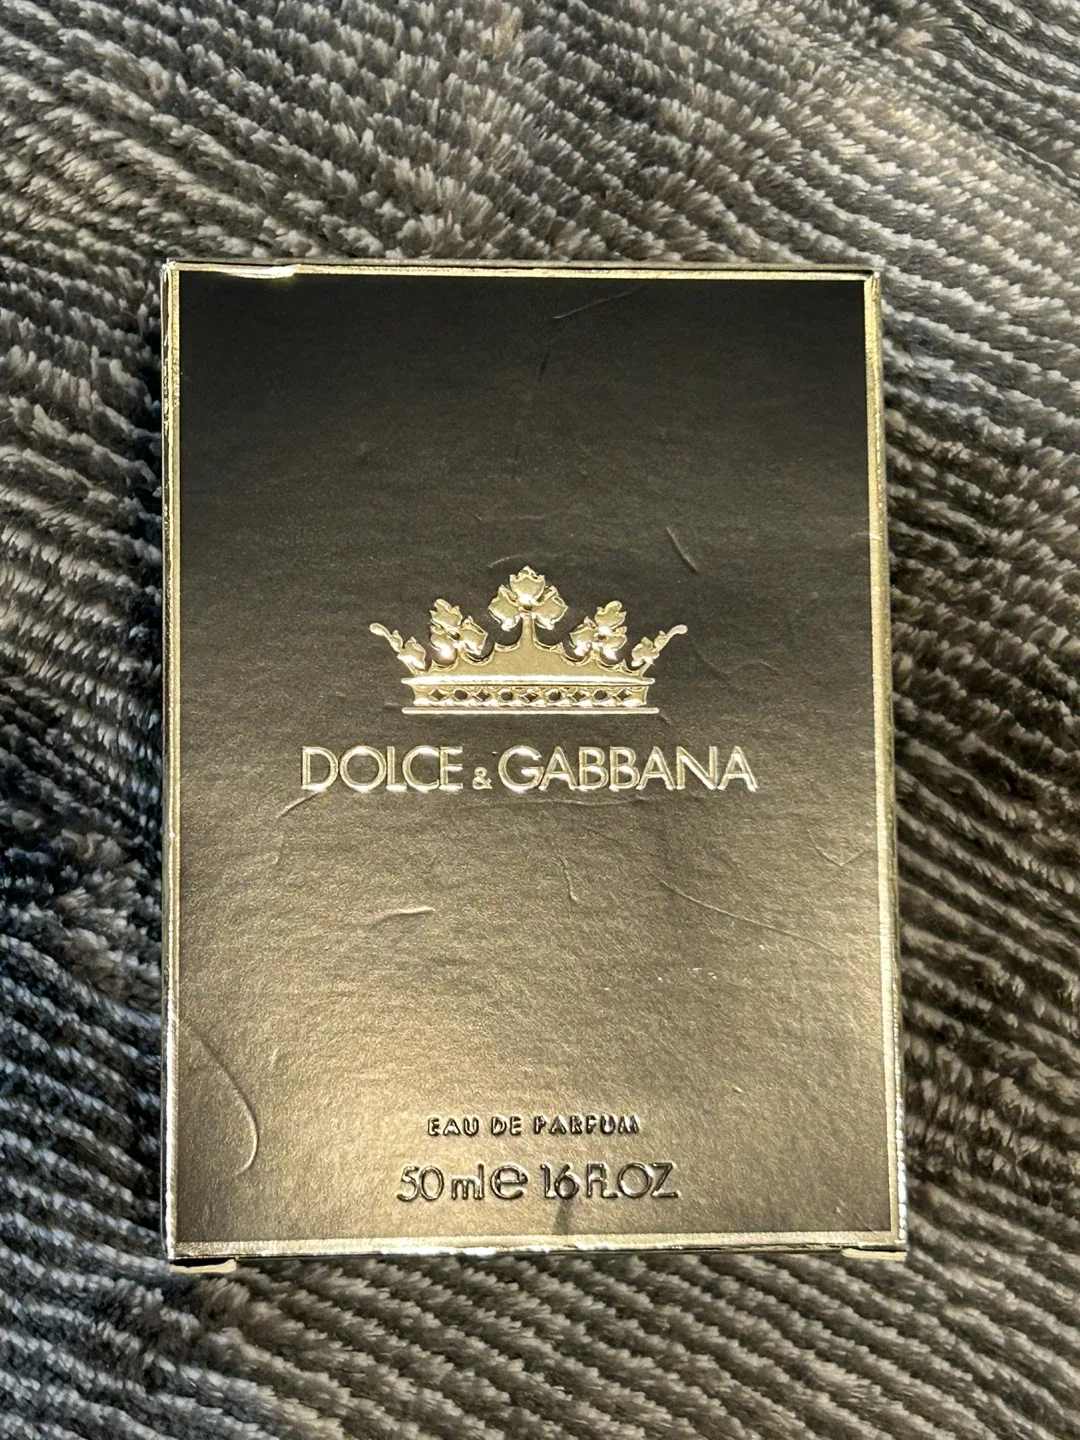 DOLCE & GABBANA
EAU DE PARFUM
50 ml e 1.6 FL.OZ